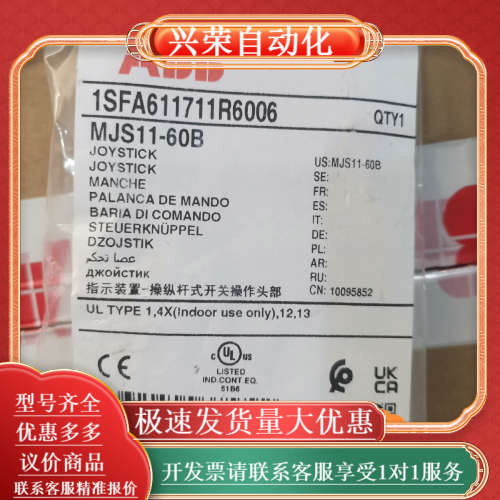 兴荣自动化
ABB
1SFA611711R6006
QTY1
MJS11-60B
JOYSTICK
JOYSTICK
MANCHE
PALANCA DE MANDO
BARIA DI COMANDO
STEUERKNÜPPEL
DZOJSTIK
عصا تحكم
ДЖОЙСТИК
指示装置-操纵杆式开关操作头部
US: MJS11-60B
SE:
FR:
ES:
IT:
DE:
PL:
AR:
RU:
CN: 10095852
UL TYPE 1,4X(Indoor use only),12,13
CE
C UL US
LISTED
IND.CONT.EQ.
51B6
UK
CA
型号齐全
优惠多多
议价商品
联系客服精准报价
极速发货量大优惠
开发票请联系客服享受1对1服务